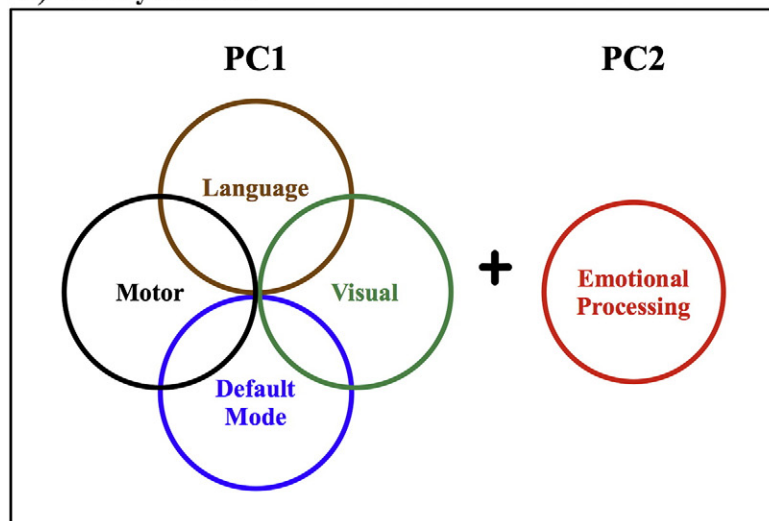 PC1
PC2
Language
Motor
Visual
+
Emotional
Processing
Default
Mode